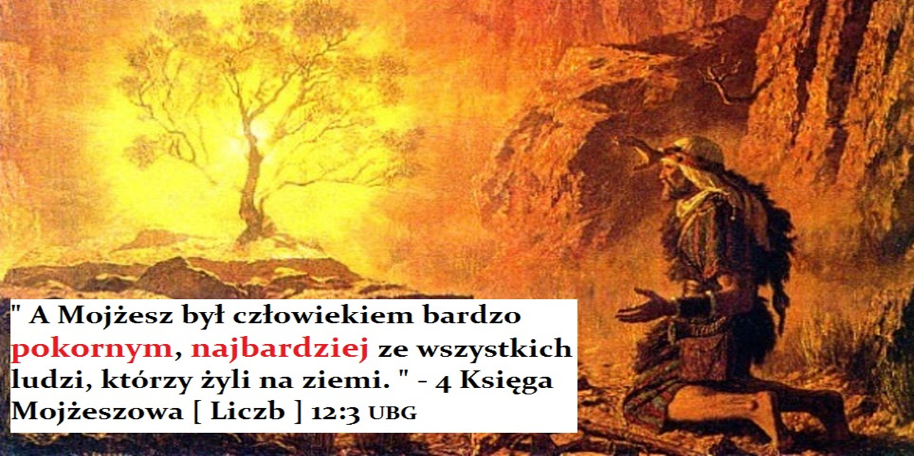 " A Mojżesz był człowiekiem bardzo
pokornym, najbardziej ze wszystkich
ludzi, którzy żyli na ziemi. " - 4 Księga
Mojżeszowa [ Liczb ] 12:3 UBG